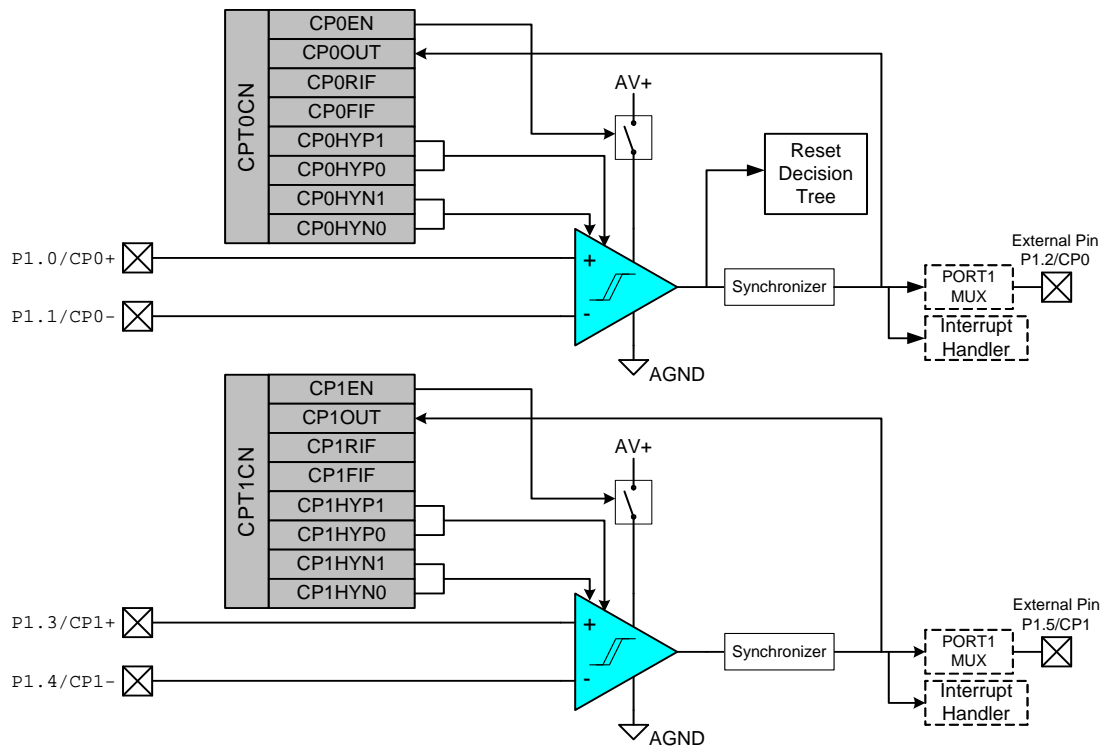 CPT0CN
CP0EN
CP0OUT
CP0RIF
CP0FIF
CP0HYP1
CP0HYP0
CP0HYN1
CP0HYN0
AV+
Reset
Decision
Tree
P1.0/CP0+
P1.1/CP0-
+
-
Synchronizer
External Pin
P1.2/CP0
PORT1
MUX
Interrupt
Handler
AGND
CPT1CN
CP1EN
CP1OUT
CP1RIF
CP1FIF
CP1HYP1
CP1HYP0
CP1HYN1
CP1HYN0
AV+
P1.3/CP1+
P1.4/CP1-
+
-
Synchronizer
External Pin
P1.5/CP1
PORT1
MUX
Interrupt
Handler
AGND